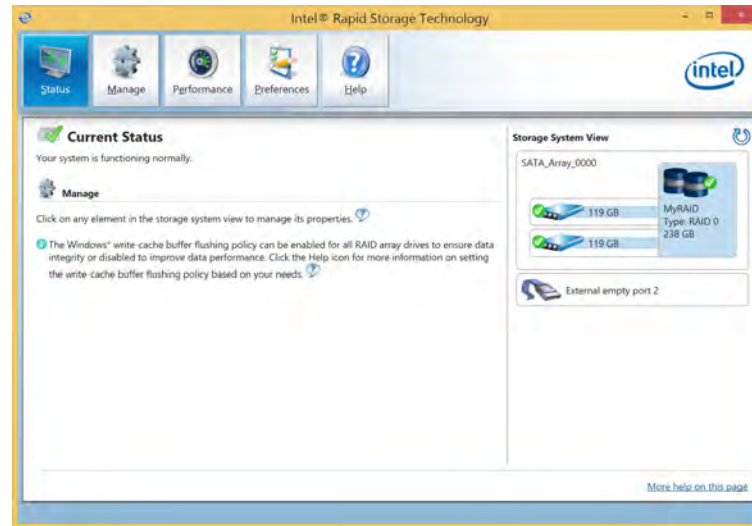 Intel® Rapid Storage Technology
Status
Manage
Performance
Preferences
Help
intel
Current Status
Your system is functioning normally.
Manage
Click on any element in the storage system view to manage its properties.
The Windows* write-cache buffer flushing policy can be enabled for all RAID array drives to ensure data
integrity or disabled to improve data performance. Click the Help icon for more information on setting
the write-cache buffer flushing policy based on your needs.
Storage System View
SATA_Array_0000
119 GB
119 GB
MyRAID
Type: RAID 0
238 GB
External empty port 2
More help on this page